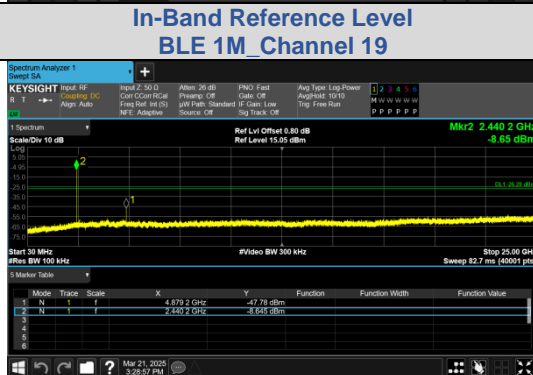 In-Band Reference Level
BLE 1M_Channel 19
Spectrum Analyzer 1
Swept SA
+
KEYSIGHT Input: RF Input Z: 50 Ω Atten: 26 dB PNO: Fast Avg Type: Log-Power 1 2 3 4 5 6
R T Coupling: DC Corr CCorr RCal Preamp: Off Gate: Off Avg|Hold: 10/10 M W W W W W
Align: Auto Freq Ref: Int (S) µW Path: Standard IF Gain: Low Trig: Free Run
NFE: Adaptive Source: Off Sig Track: Off P P P P P P
1 Spectrum Ref Lvl Offset 0.80 dB Mkr2 2.440 2 GHz
Scale/Div 10 dB Ref Level 15.05 dBm -8.65 dBm
Log
5.05
-4.95
-15.0
-25.0
-35.0
-45.0
-55.0
-65.0
-75.0
2
1
Start 30 MHz #Video BW 300 kHz Stop 25.00 GHz
#Res BW 100 kHz Sweep 82.7 ms (40001 pts)
5 Marker Table
Mode Trace Scale X Y Function Function Width Function Value
1 N 1 f 4.879 2 GHz -47.78 dBm
2 N 1 f 2.440 2 GHz -8.645 dBm
3
4
5
6
? Mar 21, 2025
3:28:57 PM